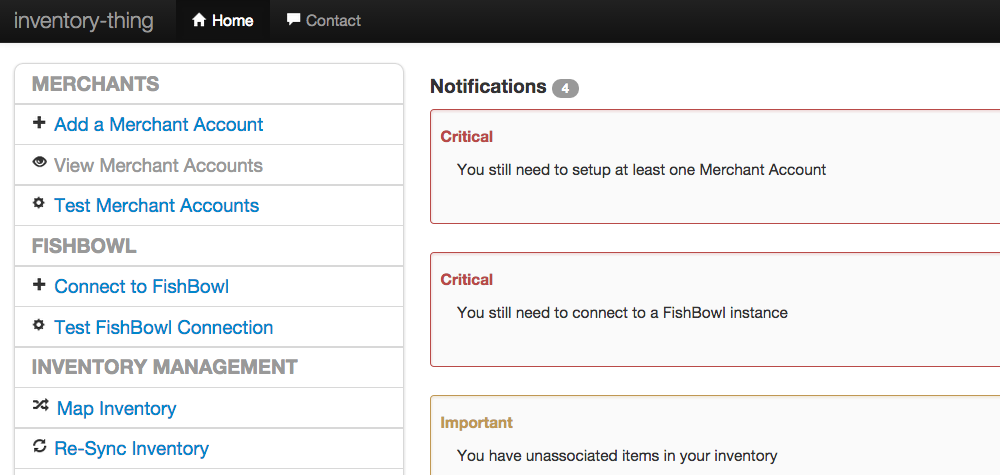 inventory-thing Home Contact
MERCHANTS
Add a Merchant Account
View Merchant Accounts
Test Merchant Accounts
FISHBOWL
Connect to FishBowl
Test FishBowl Connection
INVENTORY MANAGEMENT
Map Inventory
Re-Sync Inventory
Notifications 4
Critical
You still need to setup at least one Merchant Account
Critical
You still need to connect to a FishBowl instance
Important
You have unassociated items in your inventory